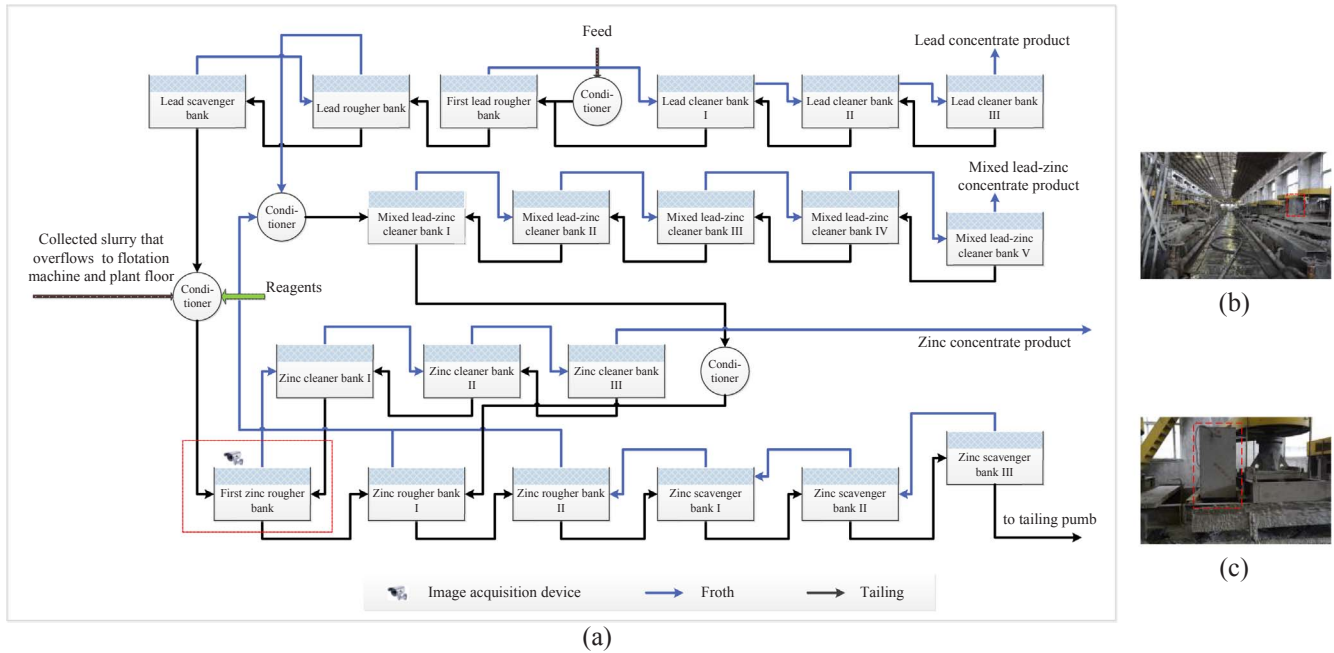 Feed
Lead concentrate product
Lead scavenger
bank
Lead rougher bank
First lead rougher
bank
Condi-
tioner
Lead cleaner bank
I
Lead cleaner bank
II
Lead cleaner bank
III
Mixed lead-zinc
concentrate product
Condi-
tioner
Mixed lead-zinc
cleaner bank I
Mixed lead-zinc
cleaner bank II
Mixed lead-zinc
cleaner bank III
Mixed lead-zinc
cleaner bank IV
Mixed lead-zinc
cleaner bank V
Collected slurry that
overflows to flotation
machine and plant floor
Condi-
tioner
Reagents
Zinc cleaner bank I
Zinc cleaner bank
II
Zinc cleaner bank
III
Condi-
tioner
Zinc concentrate product
First zinc rougher
bank
Zinc rougher bank
I
Zinc rougher bank
II
Zinc scavenger
bank I
Zinc scavenger
bank II
Zinc scavenger
bank III
to tailing pumb
Image acquisition device
Froth
Tailing
(a)
(b)
(c)